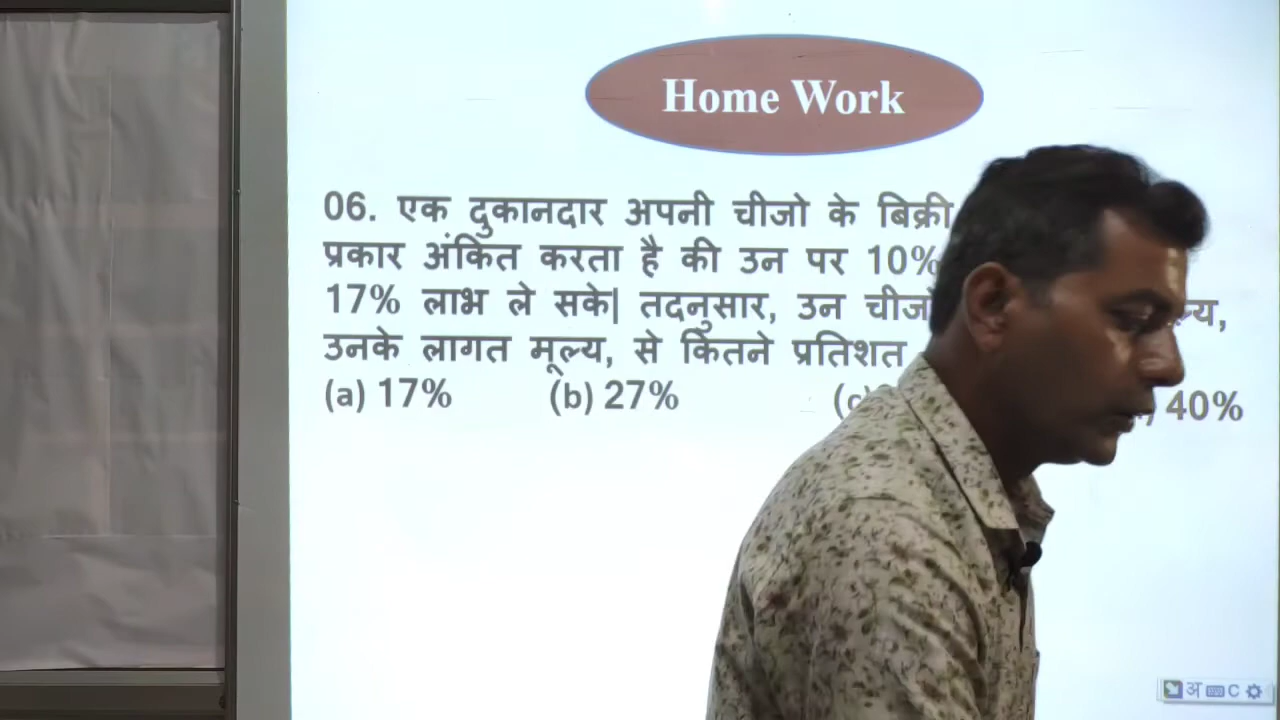 Home Work
06. एक दुकानदार अपनी चीजो के बिक्री
प्रकार अंकित करता है की उन पर 10%
17% लाभ ले सके| तदनुसार, उन
उनके लागत मूल्य, से कितने प्रतिशत
(a) 17% (b) 27% 40%
अ C